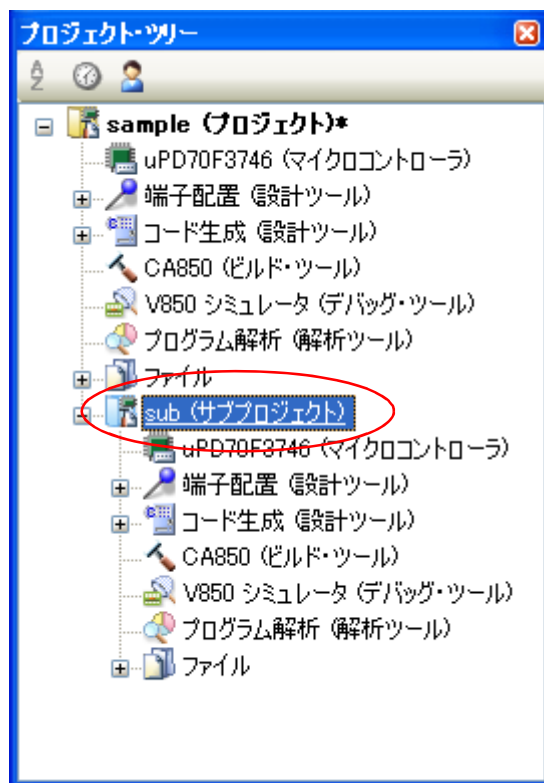 プロジェクト・ツリー
sample (プロジェクト)*
uPD70F3746 (マイクロコントローラ)
端子配置 (設計ツール)
コード生成 (設計ツール)
CA850 (ビルド・ツール)
V850 シミュレータ (デバッグ・ツール)
プログラム解析 (解析ツール)
ファイル
sub (サブプロジェクト)
uPD70F3746 (マイクロコントローラ)
端子配置 (設計ツール)
コード生成 (設計ツール)
CA850 (ビルド・ツール)
V850 シミュレータ (デバッグ・ツール)
プログラム解析 (解析ツール)
ファイル